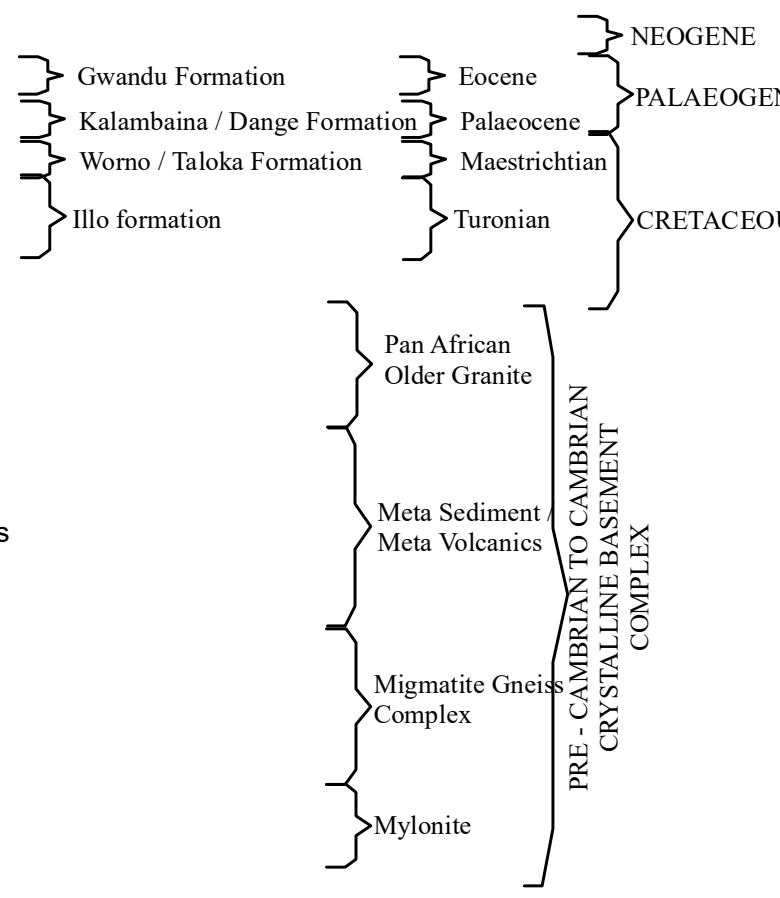 NEOGENE
Gwandu Formation
Eocene
PALAEOGEN
Kalambaina / Dange Formation
Palaeocene
Worno / Taloka Formation
Maestrichtian
Illo formation
Turonian
CRETACEOU
Pan African
Older Granite
Meta Sediment /
Meta Volcanics
s
Migmatite Gneiss
Complex
Mylonite
PRE - CAMBRIAN TO CAMBRIAN
CRYSTALLINE BASEMENT
COMPLEX